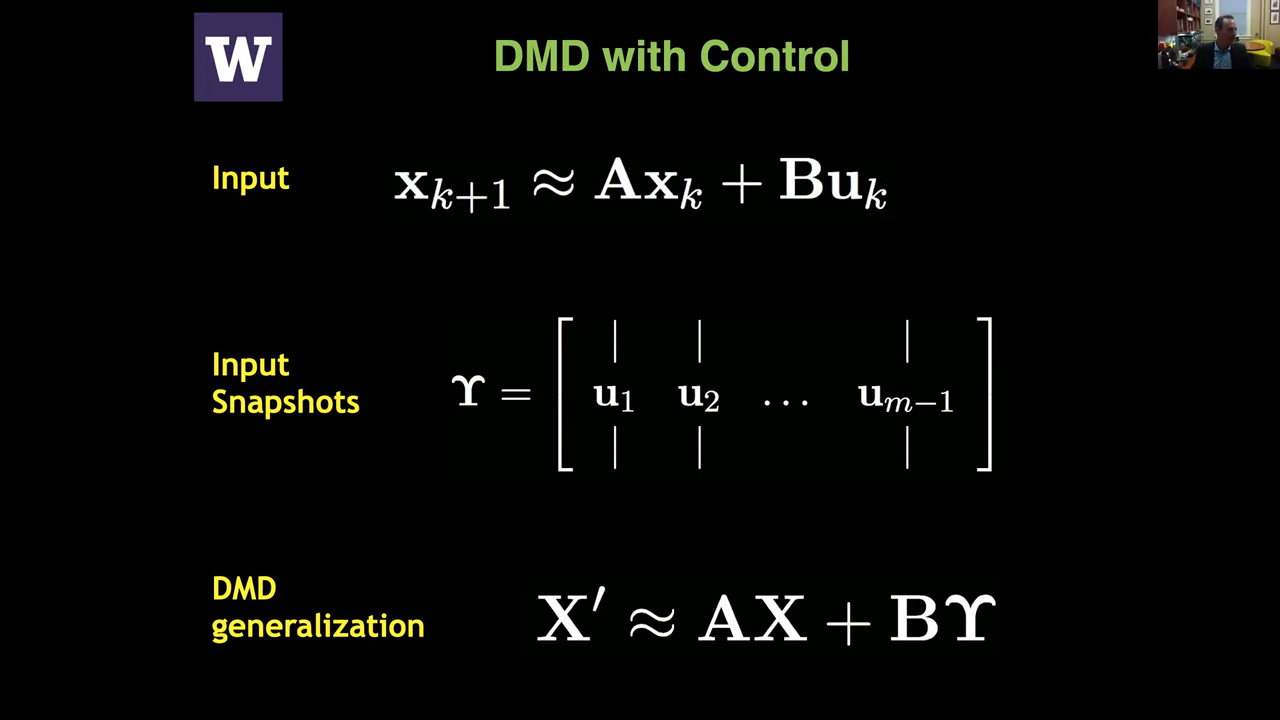 W
DMD with Control
Input
x_{k+1} ≈ Ax_k + Bu_k
Input
Snapshots
ϒ = [ u_1 u_2 … u_{m−1} ]
DMD
generalization
X′ ≈ AX + Bϒ